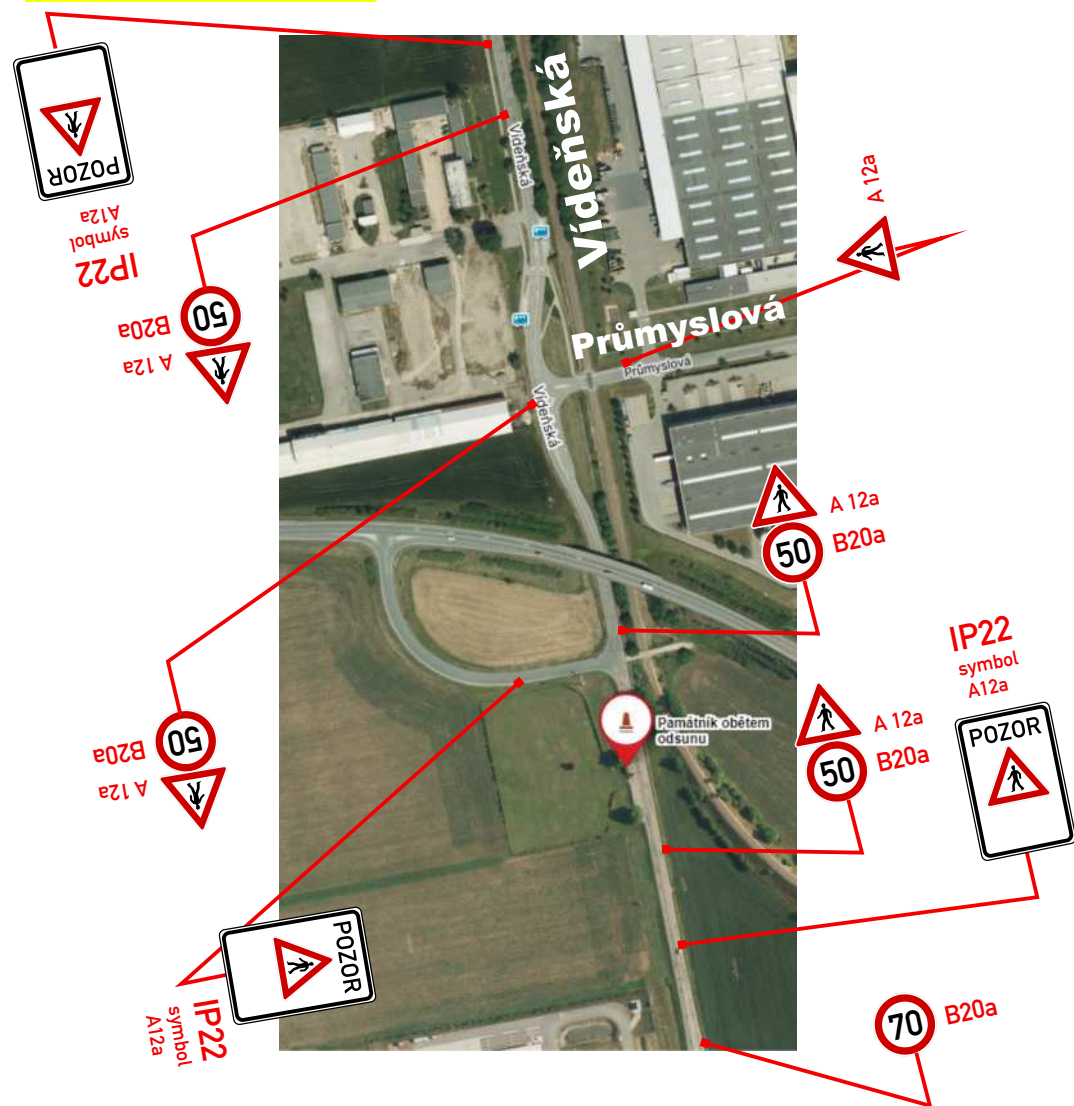 POZOR
IP22
symbol
A12a
50
B20a
A 12a
Vídeňská
Vídeňská
A 12a
Průmyslová
Průmyslová
Vídeňská
A 12a
50
B20a
IP22
symbol
A12a
POZOR
50
B20a
A 12a
Památník obětem
odsunu
A 12a
50
B20a
POZOR
IP22
symbol
A12a
70
B20a